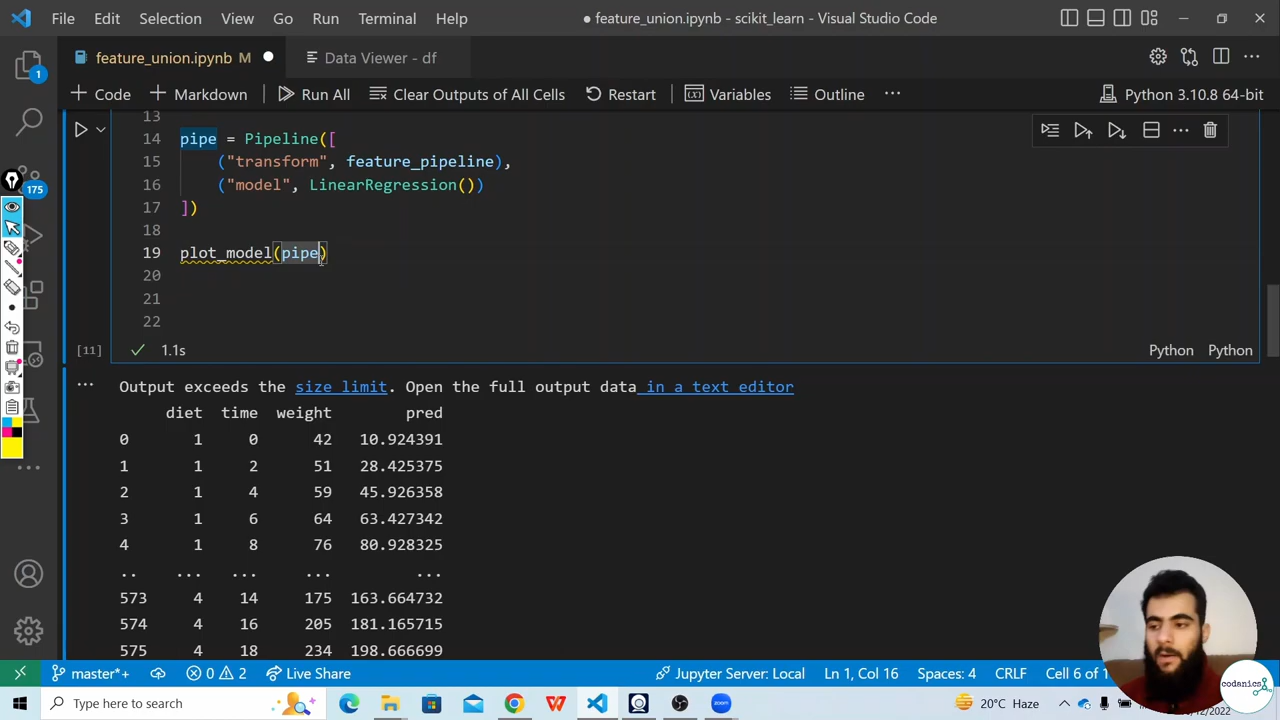 File Edit Selection View Go Run Terminal Help
feature_union.ipynb - scikit_learn - Visual Studio Code
feature_union.ipynb M
Data Viewer - df
Code Markdown Run All Clear Outputs of All Cells Restart Variables Outline Python 3.10.8 64-bit
1
175
13
14 pipe = Pipeline([
15 ("transform", feature_pipeline),
16 ("model", LinearRegression())
17 ])
18
19 plot_model(pipe)
20
21
22
[11] 1.1s Python Python
Output exceeds the size limit. Open the full output data in a text editor
diet time weight pred
0 1 0 42 10.924391
1 1 2 51 28.425375
2 1 4 59 45.926358
3 1 6 64 63.427342
4 1 8 76 80.928325
.. ... ... ... ...
573 4 14 175 163.664732
574 4 16 205 181.165715
575 4 18 234 198.666699
codanics
master*+ 0 2 Live Share Jupyter Server: Local Ln 1, Col 16 Spaces: 4 CRLF Cell 6 of 1
Type here to search
20°C Haze
/12/2022